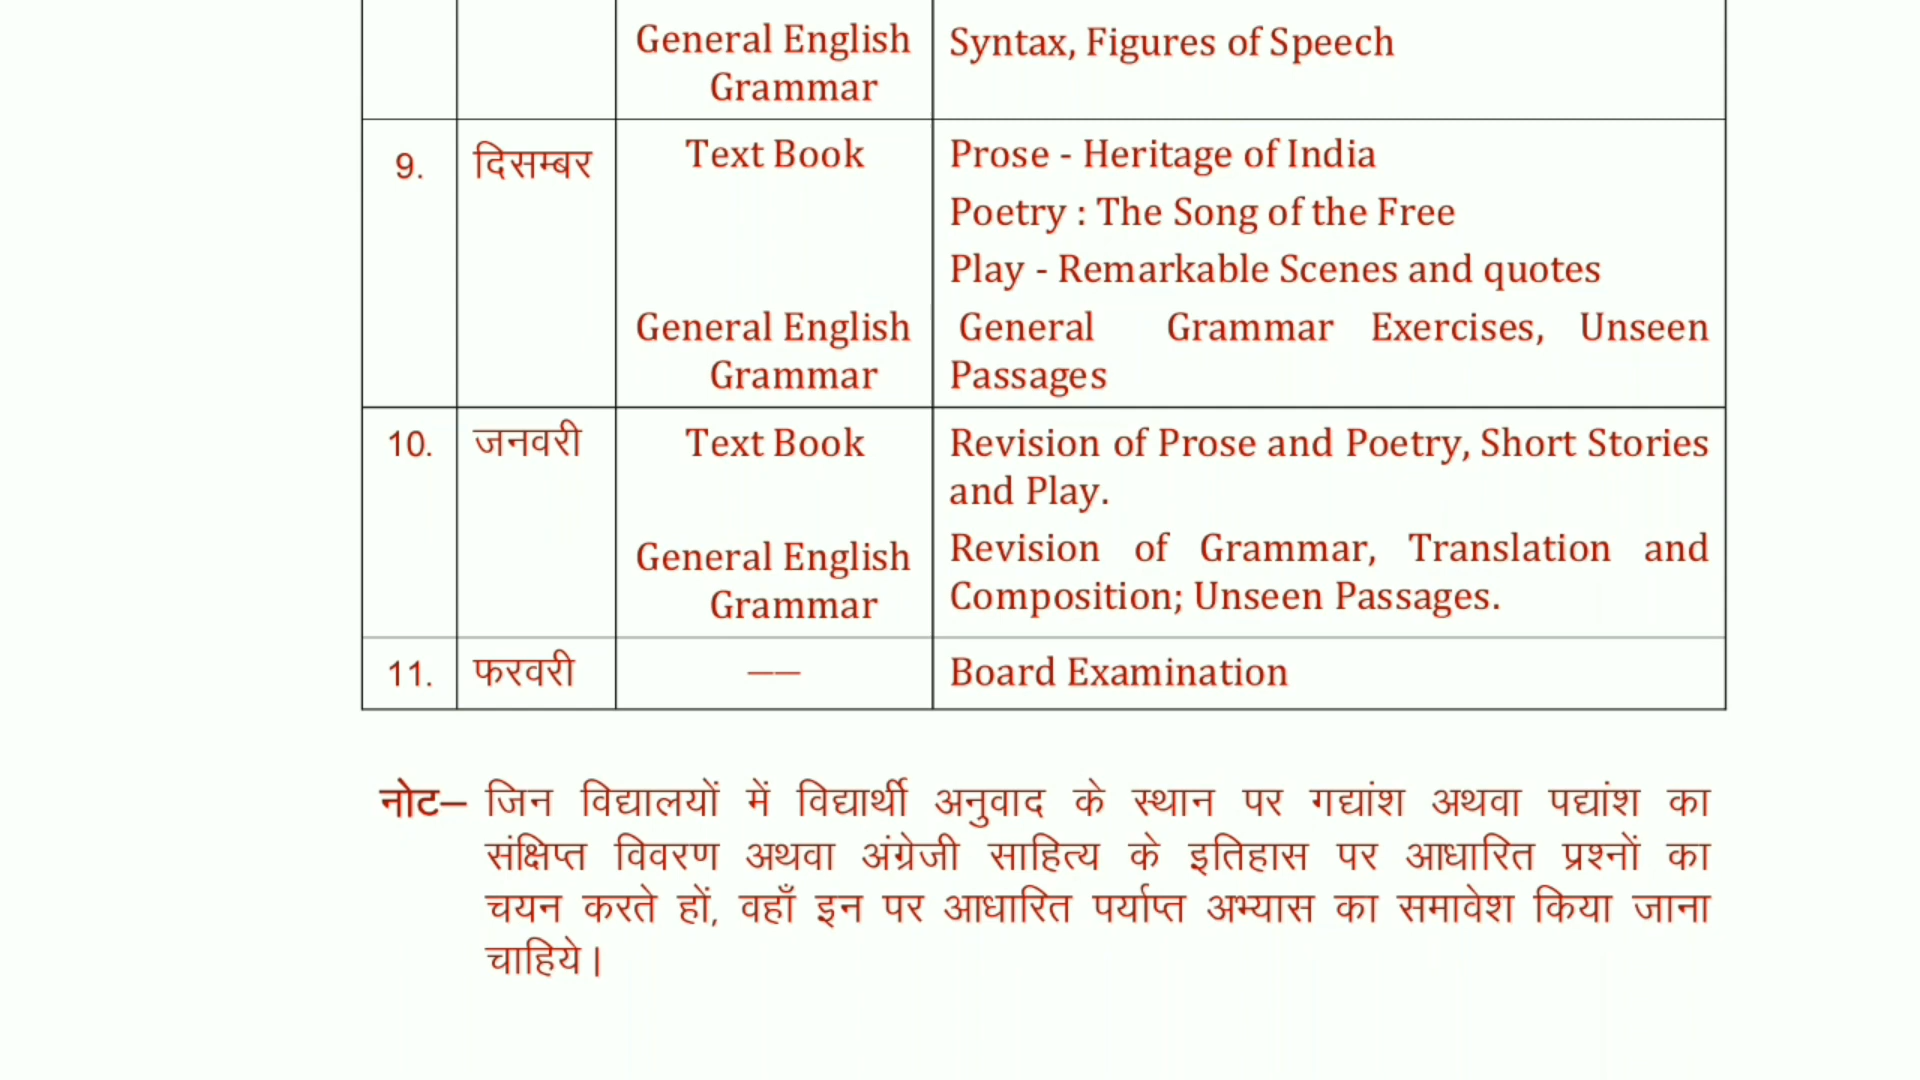 General English Syntax, Figures of Speech
Grammar
9. दिसम्बर Text Book Prose - Heritage of India
Poetry : The Song of the Free
Play - Remarkable Scenes and quotes
General English General Grammar Exercises, Unseen
Grammar Passages
10. जनवरी Text Book Revision of Prose and Poetry, Short Stories
and Play.
General English Revision of Grammar, Translation and
Grammar Composition; Unseen Passages.
11. फरवरी —— Board Examination
नोट– जिन विद्यालयों में विद्यार्थी अनुवाद के स्थान पर गद्यांश अथवा पद्यांश का
संक्षिप्त विवरण अथवा अंग्रेजी साहित्य के इतिहास पर आधारित प्रश्नों का
चयन करते हों, वहाँ इन पर आधारित पर्याप्त अभ्यास का समावेश किया जाना
चाहिये।